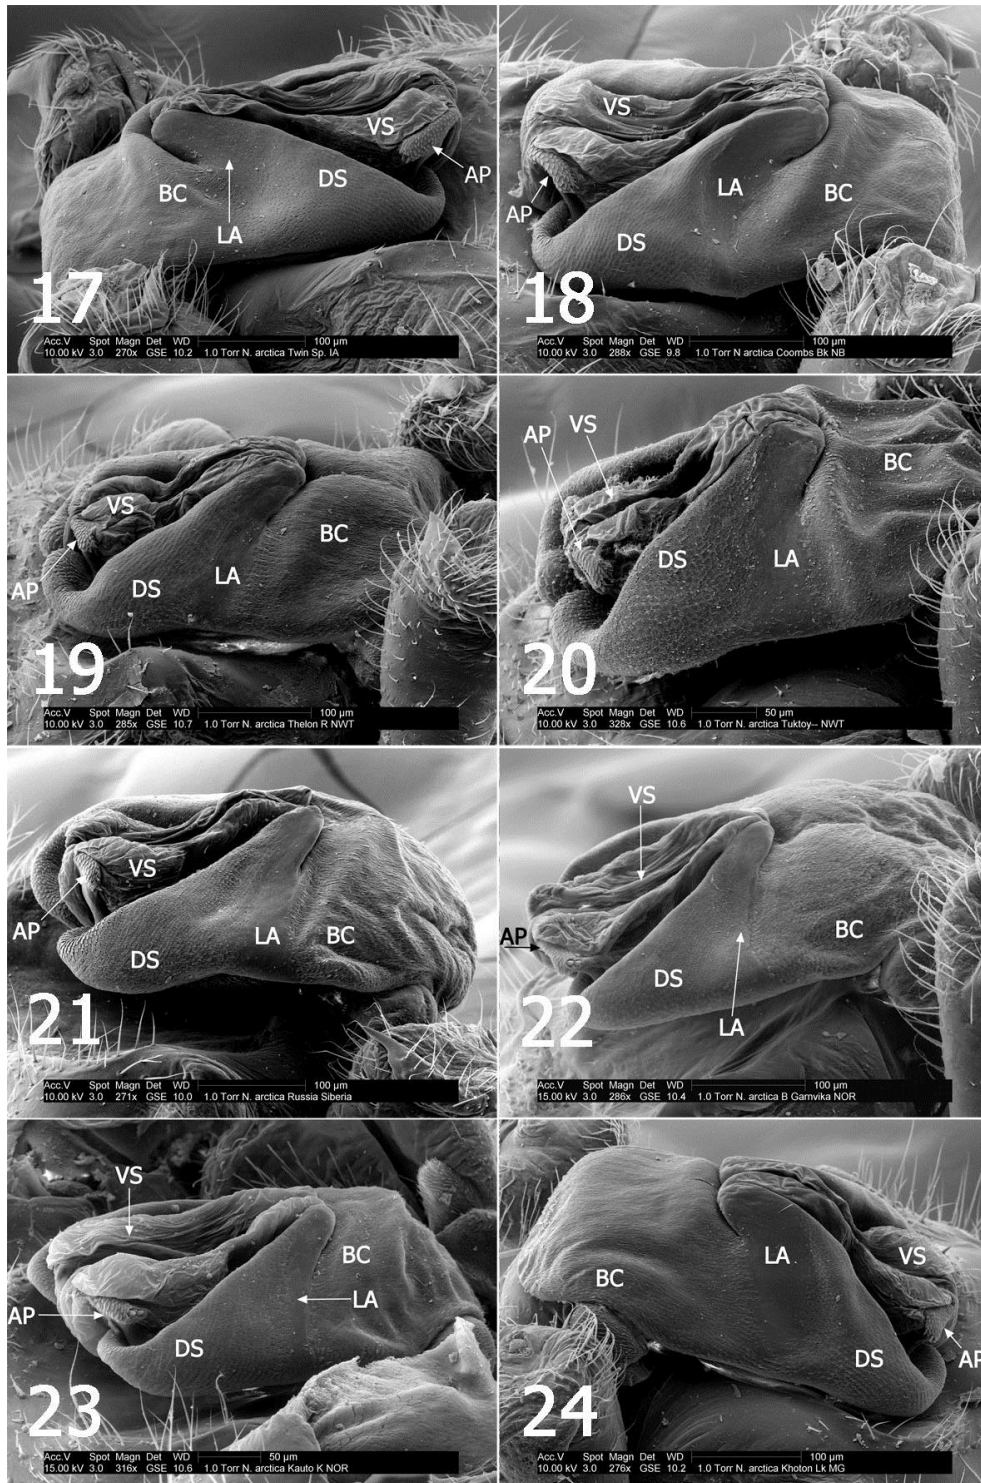 VS
AP
BC
DS
LA
17
Acc.V Spot Magn Det WD 100 µm
10.00 kV 3.0 270x GSE 10.2 1.0 Torr N. arctica Twin Sp. IA
VS
LA
BC
AP
DS
18
Acc.V Spot Magn Det WD 100 µm
10.00 kV 3.0 288x GSE 9.8 1.0 Torr N arctica Coombs Bk NB
VS
BC
AP
DS
LA
19
Acc.V Spot Magn Det WD 100 µm
10.00 kV 3.0 285x GSE 10.7 1.0 Torr N. arctica Thelon R NWT
VS
AP
BC
DS
LA
20
Acc.V Spot Magn Det WD 50 µm
10.00 kV 3.0 328x GSE 10.6 1.0 Torr N. arctica Tuktoy-- NWT
VS
AP
LA
BC
DS
21
Acc.V Spot Magn Det WD 100 µm
10.00 kV 3.0 271x GSE 10.0 1.0 Torr N. arctica Russia Siberia
VS
AP
BC
DS
LA
22
Acc.V Spot Magn Det WD 100 µm
15.00 kV 3.0 286x GSE 10.4 1.0 Torr N. arctica B Garnvika NOR
VS
BC
LA
AP
DS
23
Acc.V Spot Magn Det WD 50 µm
15.00 kV 3.0 316x GSE 10.6 1.0 Torr N. arctica Kauto K NOR
LA
VS
BC
DS
AP
24
Acc.V Spot Magn Det WD 100 µm
10.00 kV 3.0 276x GSE 10.2 1.0 Torr N. arctica Khoton Lk MG